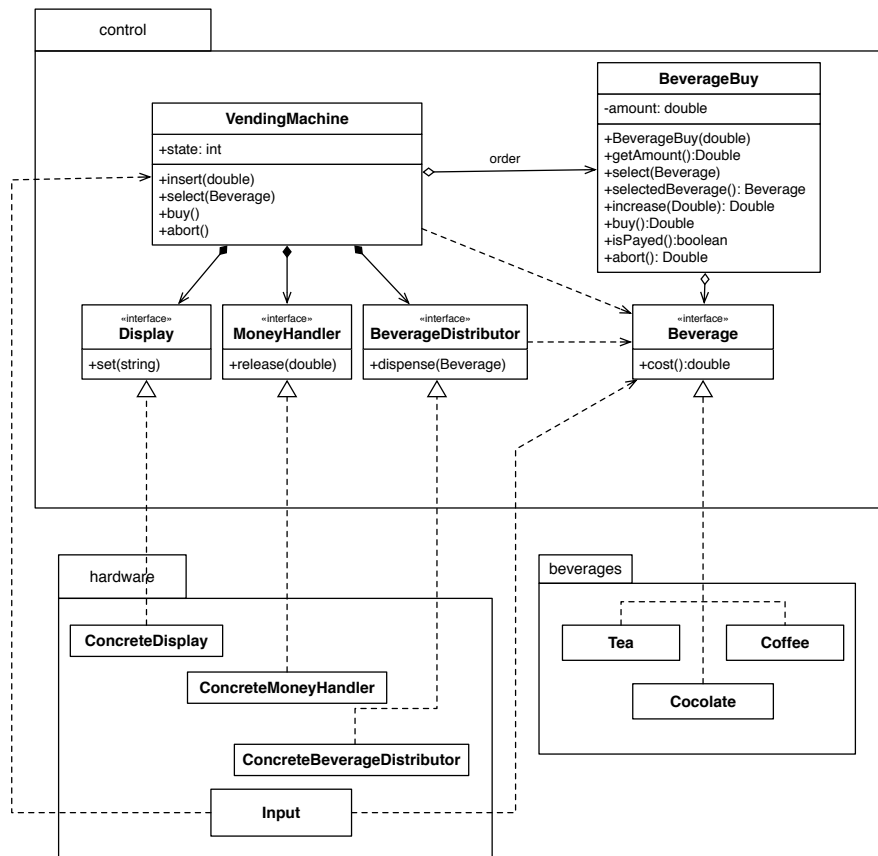 control
VendingMachine
+state: int
+insert(double)
+select(Beverage)
+buy()
+abort()
order
BeverageBuy
-amount: double
+BeverageBuy(double)
+getAmount():Double
+select(Beverage)
+selectedBeverage(): Beverage
+increase(Double): Double
+buy():Double
+isPayed():boolean
+abort(): Double
«interface»
Display
+set(string)
«interface»
MoneyHandler
+release(double)
«interface»
BeverageDistributor
+dispense(Beverage)
«interface»
Beverage
+cost():double
hardware
ConcreteDisplay
ConcreteMoneyHandler
ConcreteBeverageDistributor
Input
beverages
Tea
Coffee
Cocolate